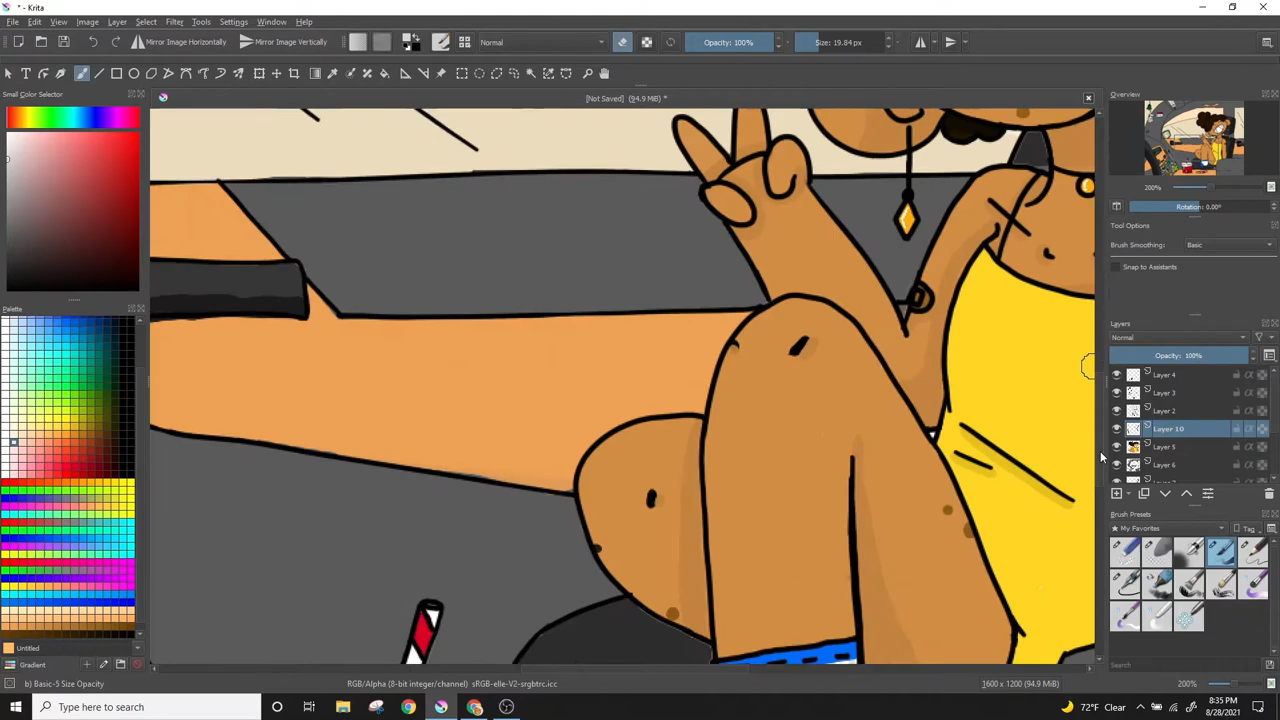 * - Krita
File Edit View Image Layer Select Filter Tools Settings Window Help
Mirror Image Horizontally Mirror Image Vertically Normal Opacity: 100% Size: 19.84 px
Small Color Selector
[Not Saved] (94.9 MiB) *
Overview
200%
Rotation: 0.00°
Tool Options
Brush Smoothing: Basic
Snap to Assistants
Palette
Layers
Normal
Opacity: 100%
Layer 4
Layer 3
Layer 2
Layer 10
Layer 5
Layer 6
Brush Presets
My Favorites Tag
Untitled
Gradient
Search
b) Basic-5 Size Opacity
RGB/Alpha (8-bit integer/channel) sRGB-elle-V2-srgbtrc.icc
1600 x 1200 (94.9 MiB)
200%
Type here to search
72°F Clear
8:35 PM
8/28/2021